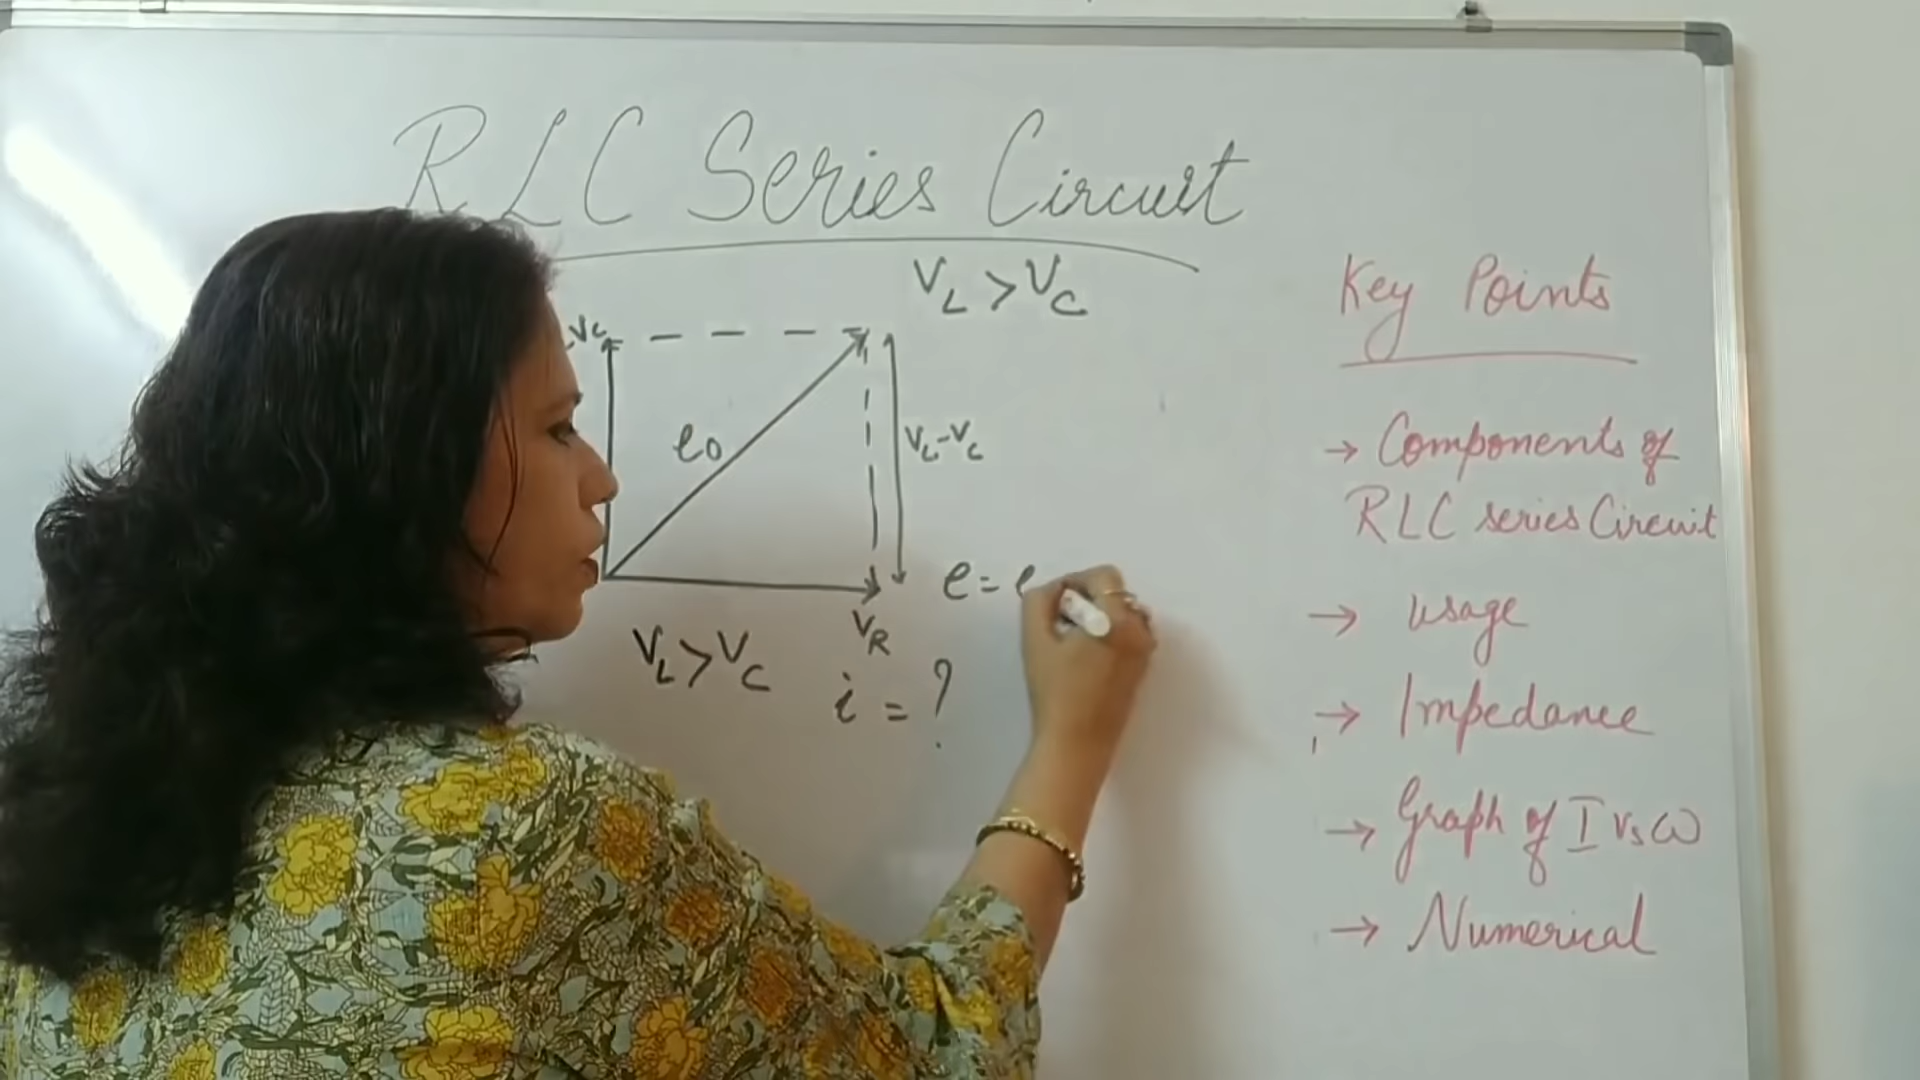 RLC Series Circuit
VL > VC
e0
VL-VC
VR
VL > VC
i = ?
e = e
Key Points
→ Components of
RLC series Circuit
→ Usage
→ Impedance
→ Graph of I Vs ω
→ Numerical